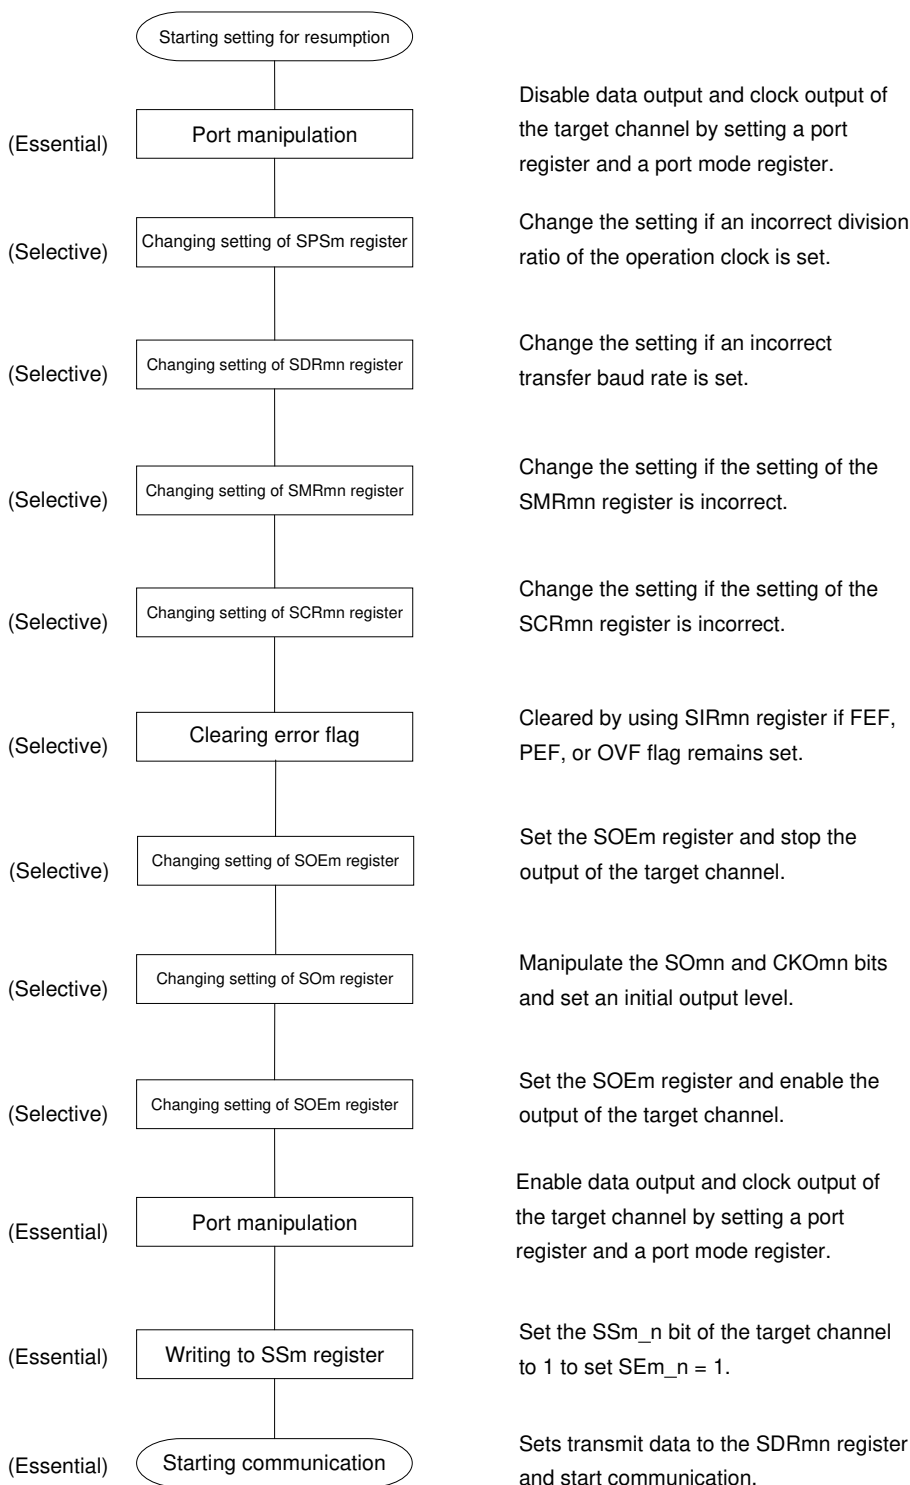 Starting setting for resumption
(Essential)
Port manipulation
Disable data output and clock output of
the target channel by setting a port
register and a port mode register.
(Selective)
Changing setting of SPSm register
Change the setting if an incorrect division
ratio of the operation clock is set.
(Selective)
Changing setting of SDRmn register
Change the setting if an incorrect
transfer baud rate is set.
(Selective)
Changing setting of SMRmn register
Change the setting if the setting of the
SMRmn register is incorrect.
(Selective)
Changing setting of SCRmn register
Change the setting if the setting of the
SCRmn register is incorrect.
(Selective)
Clearing error flag
Cleared by using SIRmn register if FEF,
PEF, or OVF flag remains set.
(Selective)
Changing setting of SOEm register
Set the SOEm register and stop the
output of the target channel.
(Selective)
Changing setting of SOm register
Manipulate the SOmn and CKOmn bits
and set an initial output level.
(Selective)
Changing setting of SOEm register
Set the SOEm register and enable the
output of the target channel.
(Essential)
Port manipulation
Enable data output and clock output of
the target channel by setting a port
register and a port mode register.
(Essential)
Writing to SSm register
Set the SSm_n bit of the target channel
to 1 to set SEm_n = 1.
(Essential)
Starting communication
Sets transmit data to the SDRmn register
and start communication.